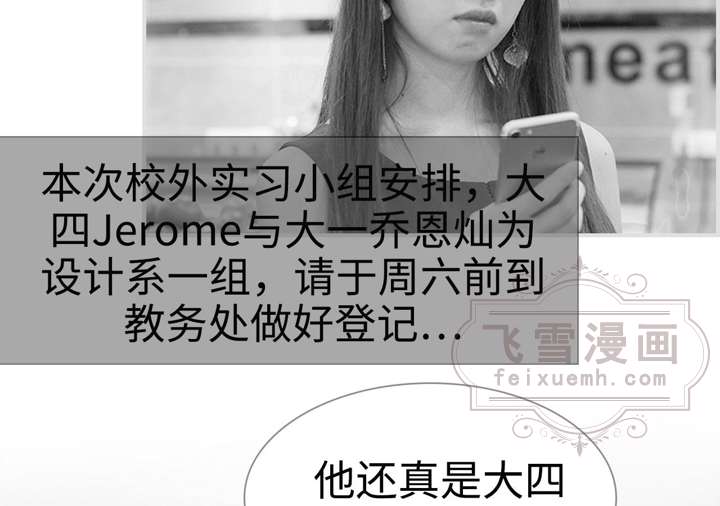 meat
本次校外实习小组安排，大
四Jerome与大一乔恩灿为
设计系一组，请于周六前到
教务处做好登记…
飞雪漫画
feixuemh.com
他还真是大四